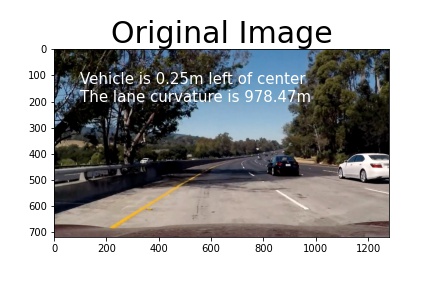 Original Image
Vehicle is 0.25m left of center
The lane curvature is 978.47m
0
100
200
300
400
500
600
700
0 200 400 600 800 1000 1200